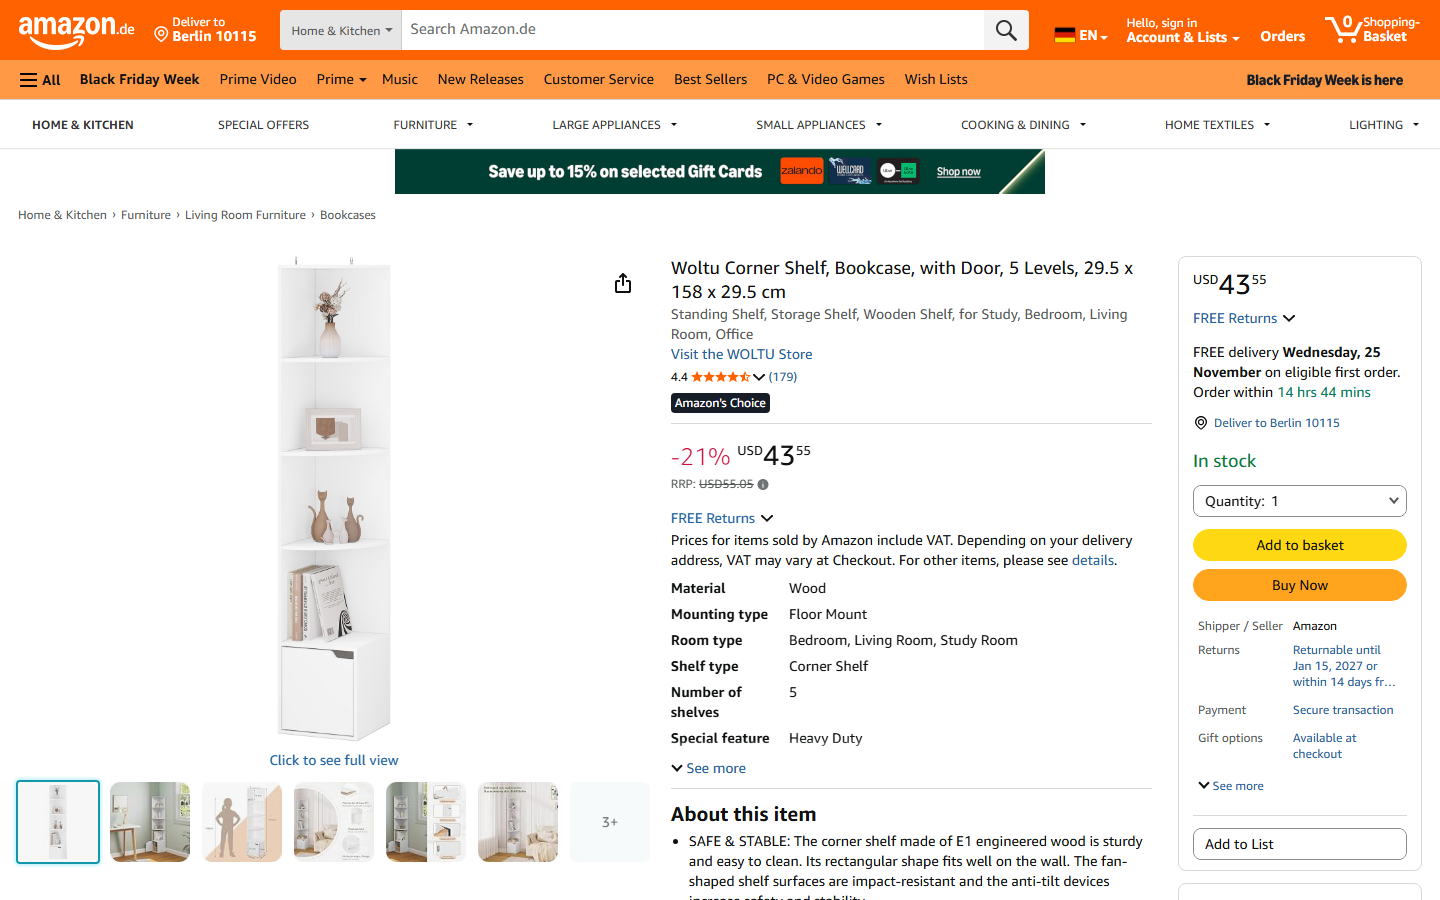 amazon.de
Deliver to
Berlin 10115
Home & Kitchen
Search Amazon.de
EN
Hello, sign in
Account & Lists
Orders
0
Shopping-
Basket
All
Black Friday Week
Prime Video
Prime
Music
New Releases
Customer Service
Best Sellers
PC & Video Games
Wish Lists
Black Friday Week is here
HOME & KITCHEN
SPECIAL OFFERS
FURNITURE
LARGE APPLIANCES
SMALL APPLIANCES
COOKING & DINING
HOME TEXTILES
LIGHTING
Save up to 15% on selected Gift Cards
zalando
WELLCARD
Uber
Shop now
Home & Kitchen › Furniture › Living Room Furniture › Bookcases
Click to see full view
3+
Woltu Corner Shelf, Bookcase, with Door, 5 Levels, 29.5 x
158 x 29.5 cm
Standing Shelf, Storage Shelf, Wooden Shelf, for Study, Bedroom, Living
Room, Office
Visit the WOLTU Store
4.4
(179)
Amazon's Choice
-21% USD43 55
RRP: USD55.05
FREE Returns
Prices for items sold by Amazon include VAT. Depending on your delivery
address, VAT may vary at Checkout. For other items, please see details.
Material Wood
Mounting type Floor Mount
Room type Bedroom, Living Room, Study Room
Shelf type Corner Shelf
Number of 5
shelves
Special feature Heavy Duty
See more
About this item
• SAFE & STABLE: The corner shelf made of E1 engineered wood is sturdy
and easy to clean. Its rectangular shape fits well on the wall. The fan-
shaped shelf surfaces are impact-resistant and the anti-tilt devices
increase safety and stability.
USD43 55
FREE Returns
FREE delivery Wednesday, 25
November on eligible first order.
Order within 14 hrs 44 mins
Deliver to Berlin 10115
In stock
Quantity: 1
Add to basket
Buy Now
Shipper / Seller Amazon
Returns Returnable until
Jan 15, 2027 or
within 14 days fr…
Payment Secure transaction
Gift options Available at
checkout
See more
Add to List